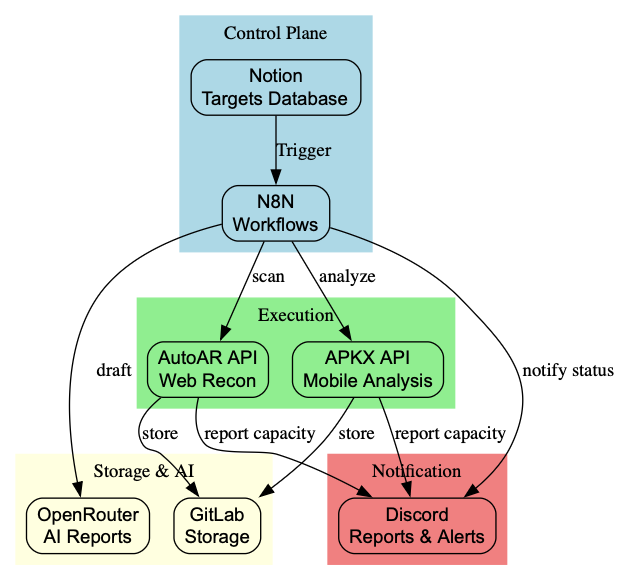 Control Plane
Notion
Targets Database
Trigger
N8N
Workflows
scan
analyze
Execution
AutoAR API
Web Recon
APKX API
Mobile Analysis
draft
notify status
store
report capacity
store
report capacity
Storage & AI
Notification
OpenRouter
AI Reports
GitLab
Storage
Discord
Reports & Alerts